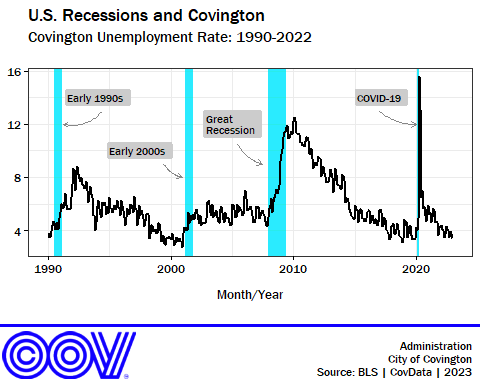 U.S. Recessions and Covington
Covington Unemployment Rate: 1990-2022
16
12
8
4
Early 1990s
Early 2000s
Great
Recession
COVID-19
1990 2000 2010 2020
Month/Year
COV
Administration
City of Covington
Source: BLS | CovData | 2023